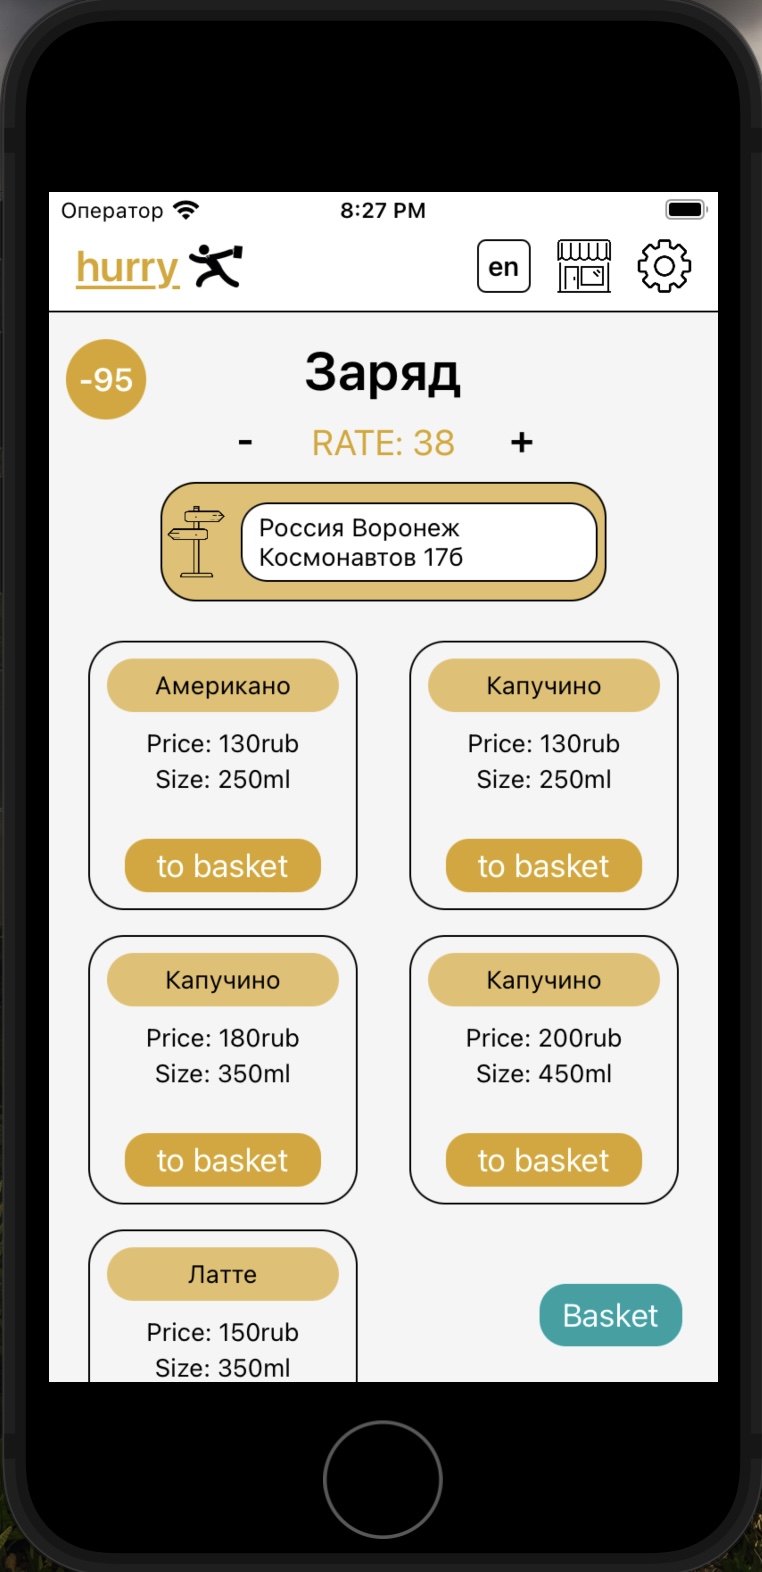 Оператор 8:27 PM
hurry en
-95 Заряд
- RATE: 38 +
Россия Воронеж
Космонавтов 17б
Американо Капучино
Price: 130rub Price: 130rub
Size: 250ml Size: 250ml
to basket to basket
Капучино Капучино
Price: 180rub Price: 200rub
Size: 350ml Size: 450ml
to basket to basket
Латте
Price: 150rub Basket
Size: 350ml